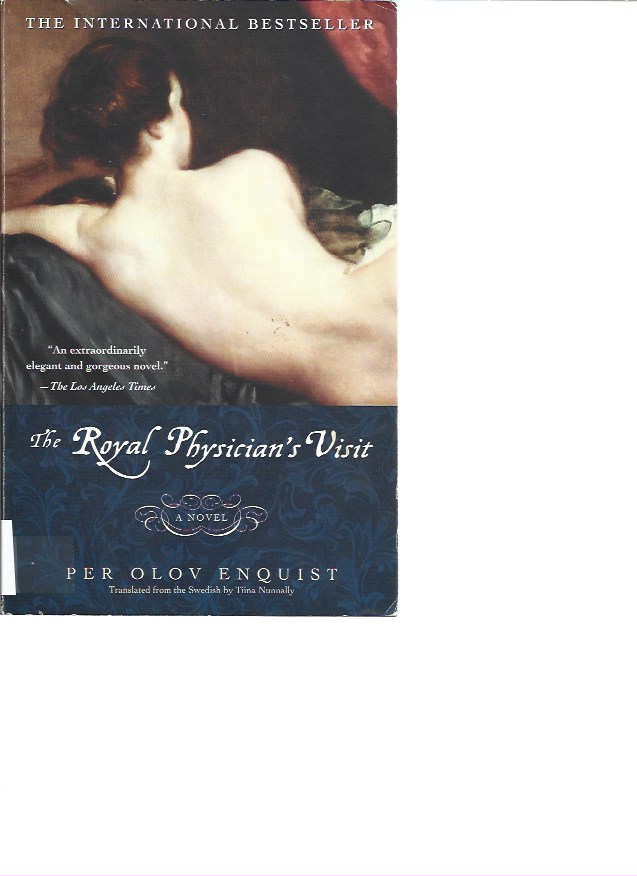 THE INTERNATIONAL BESTSELLER
“An extraordinarily
elegant and gorgeous novel.”
—The Los Angeles Times
The Royal Physician's Visit
A NOVEL
PER OLOV ENQUIST
Translated from the Swedish by Tiina Nunnally